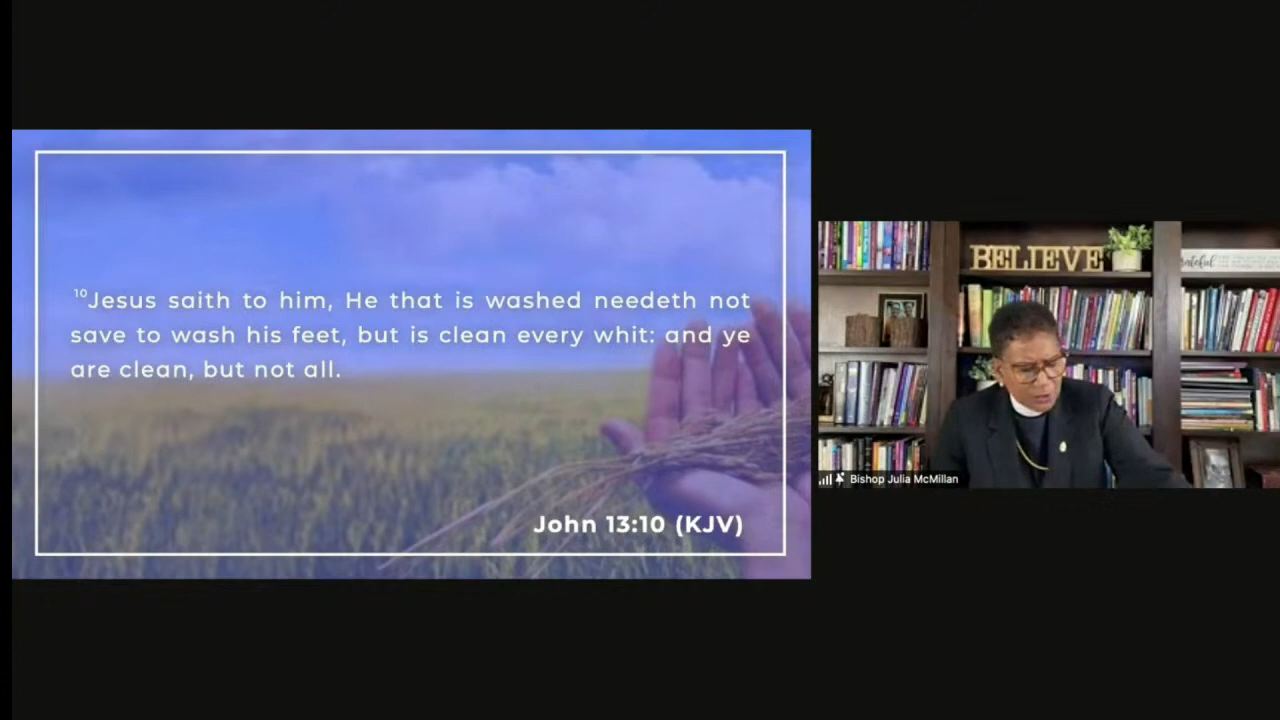 ¹⁰Jesus saith to him, He that is washed needeth not
save to wash his feet, but is clean every whit: and ye
are clean, but not all.
John 13:10 (KJV)
BELIEVE
grateful
Bishop Julia McMillan